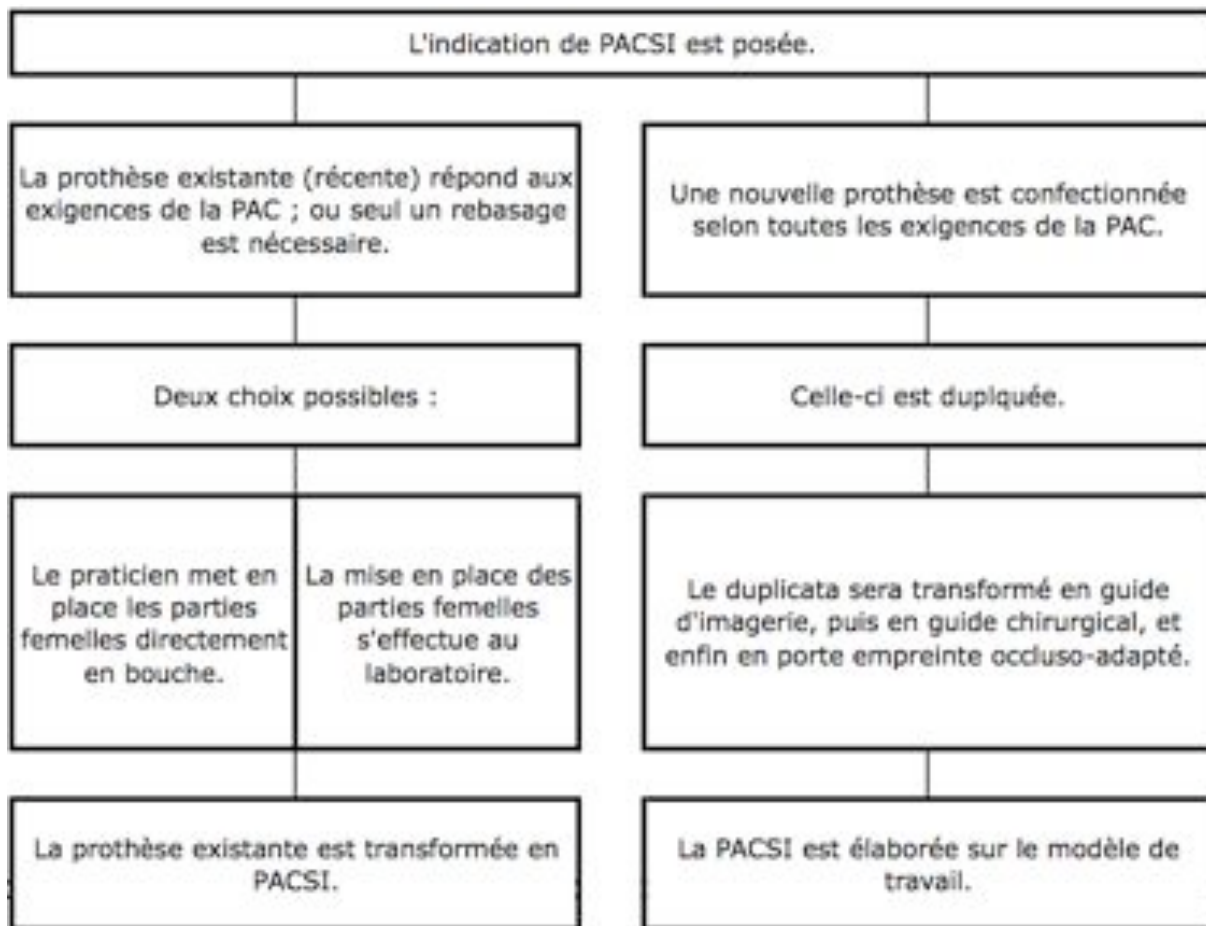 L'indication de PACSI est posée.
La prothèse existante (récente) répond aux
exigences de la PAC ; ou seul un rebasage
est nécessaire.
Une nouvelle prothèse est confectionnée
selon toutes les exigences de la PAC.
Deux choix possibles :
Celle-ci est duplquée.
Le praticien met en
place les parties
femelles directement
en bouche.
La mise en place des
parties femelles
s'effectue au
laboratoire.
Le duplicata sera transformé en guide
d'imagerie, puis en guide chirurgical, et
enfin en porte empreinte occluso-adapté.
La prothèse existante est transformée en
PACSI.
La PACSI est élaborée sur le modèle de
travail.